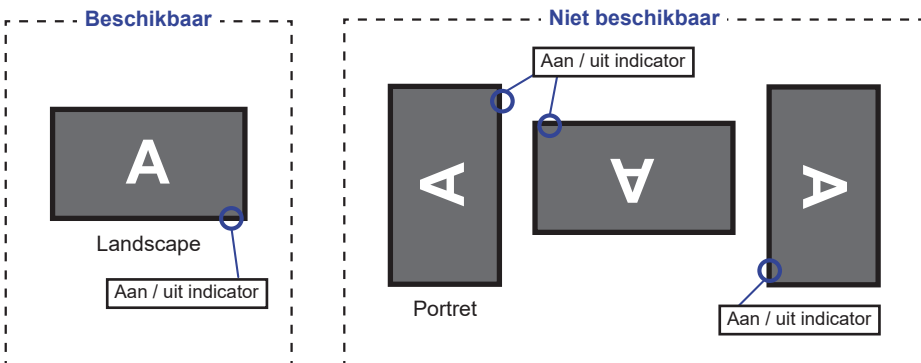 Beschikbaar
A
Landscape
Aan / uit indicator
Niet beschikbaar
Aan / uit indicator
A
A
A
Portret
Aan / uit indicator